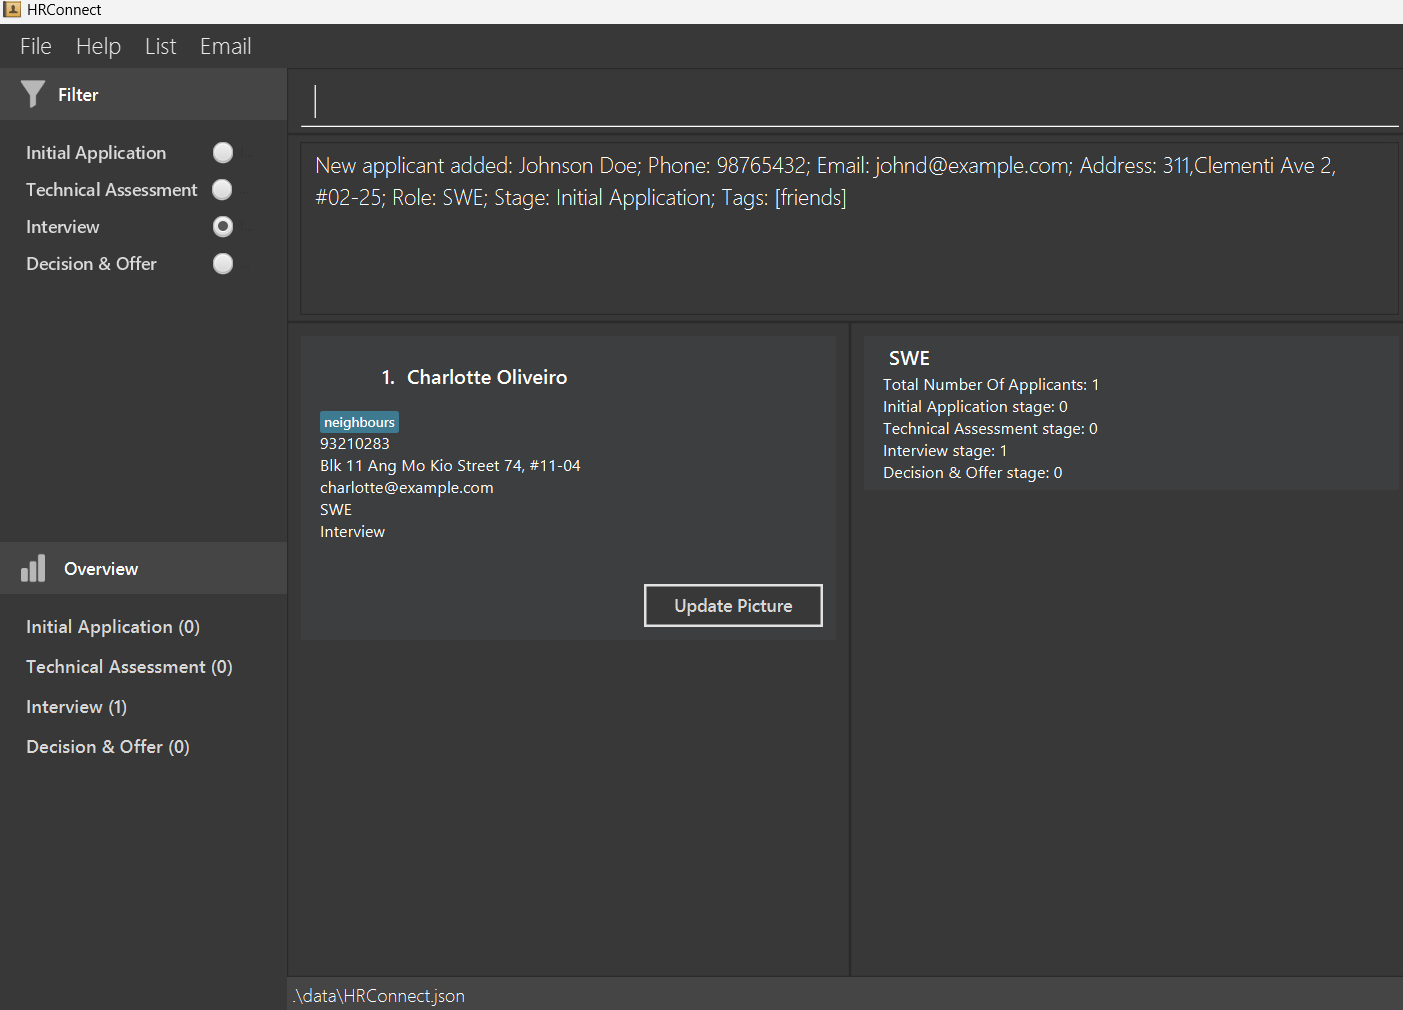 HRConnect
File Help List Email
Filter
Initial Application
Technical Assessment
Interview
Decision & Offer
New applicant added: Johnson Doe; Phone: 98765432; Email: johnd@example.com; Address: 311,Clementi Ave 2,
#02-25; Role: SWE; Stage: Initial Application; Tags: [friends]
1. Charlotte Oliveiro
neighbours
93210283
Blk 11 Ang Mo Kio Street 74, #11-04
charlotte@example.com
SWE
Interview
Update Picture
SWE
Total Number Of Applicants: 1
Initial Application stage: 0
Technical Assessment stage: 0
Interview stage: 1
Decision & Offer stage: 0
Overview
Initial Application (0)
Technical Assessment (0)
Interview (1)
Decision & Offer (0)
.\data\HRConnect.json